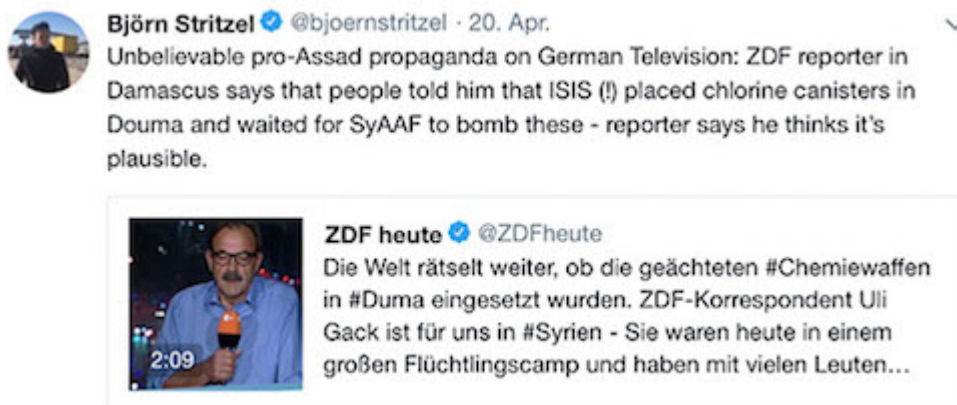 Björn Stritzel @bjoernstritzel · 20. Apr.
Unbelievable pro-Assad propaganda on German Television: ZDF reporter in
Damascus says that people told him that ISIS (!) placed chlorine canisters in
Douma and waited for SyAAF to bomb these - reporter says he thinks it's
plausible.
ZDF heute @ZDFheute
Die Welt rätselt weiter, ob die geächteten #Chemiewaffen
in #Duma eingesetzt wurden. ZDF-Korrespondent Uli
Gack ist für uns in #Syrien - Sie waren heute in einem
großen Flüchtlingscamp und haben mit vielen Leuten...
2:09